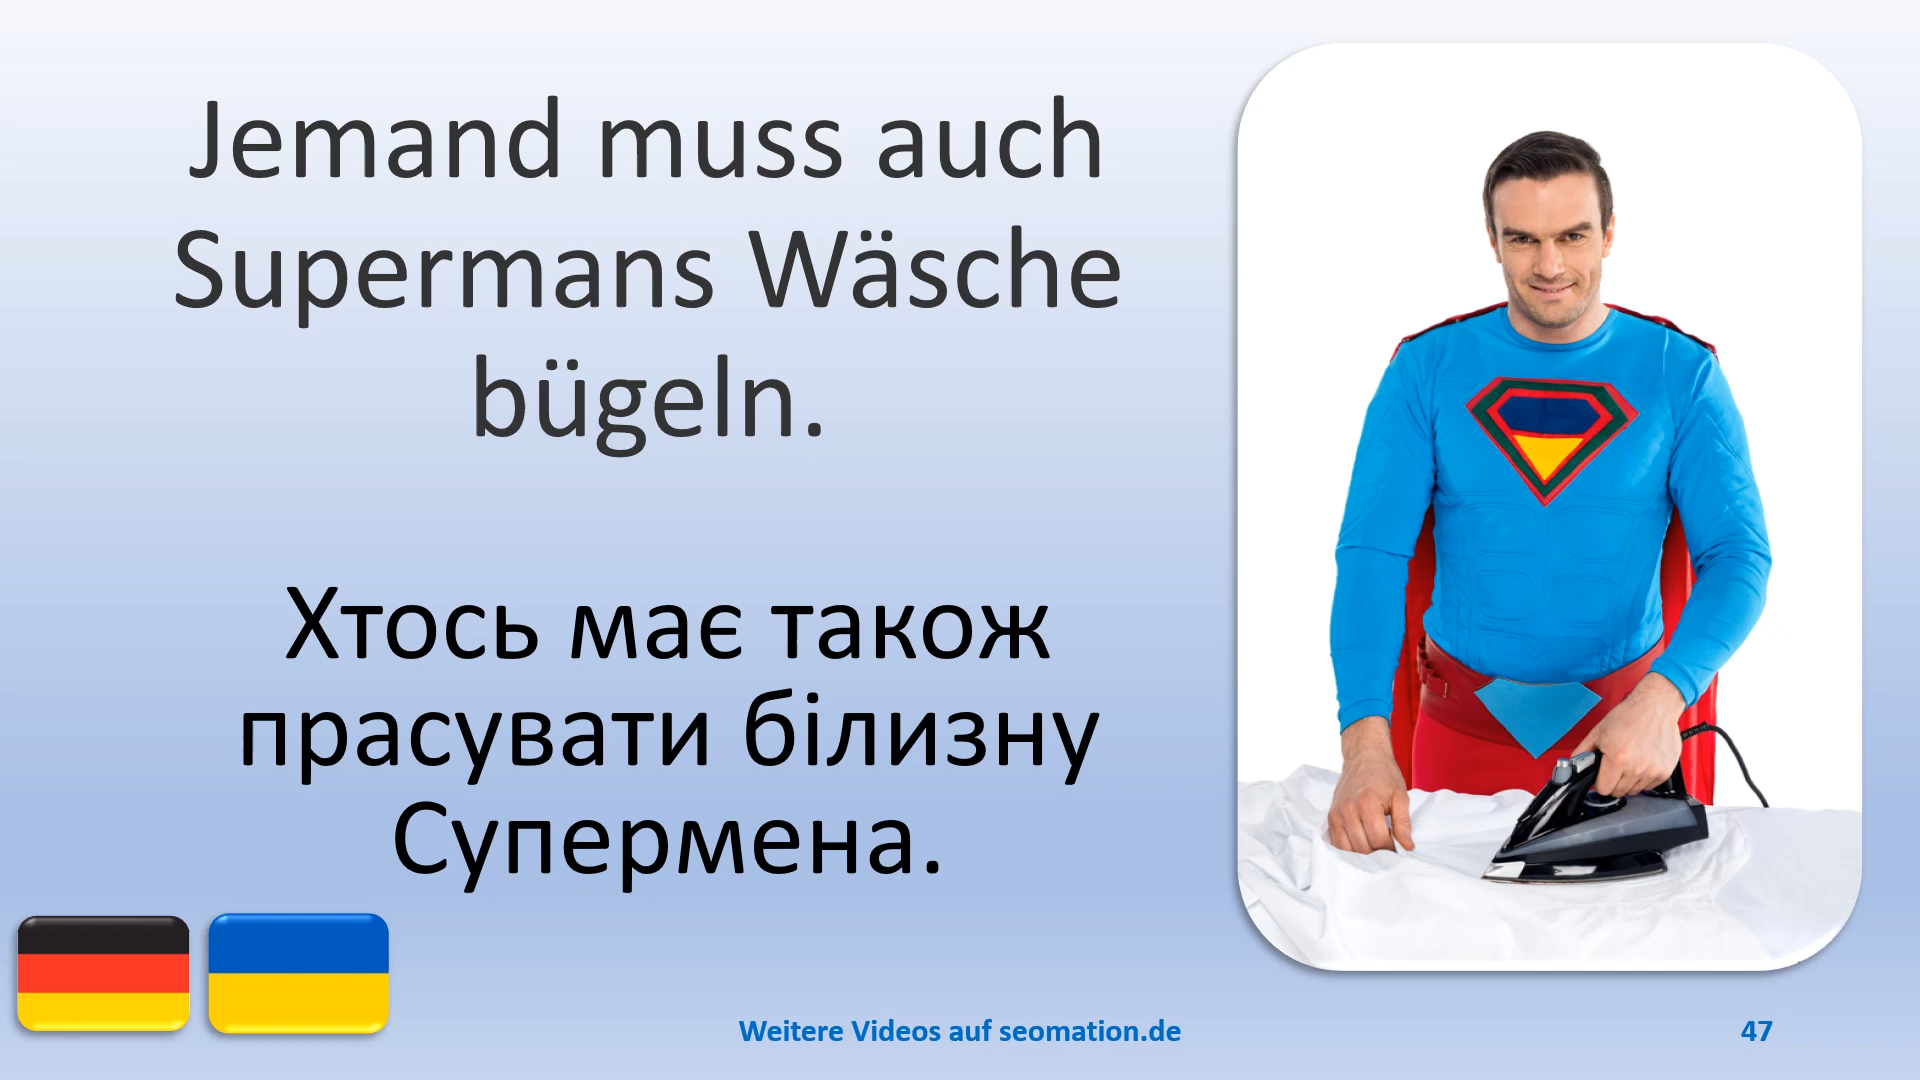 Jemand muss auch
Supermans Wäsche
bügeln.
Хтось має також
прасувати білизну
Супермена.
Weitere Videos auf seomation.de
47